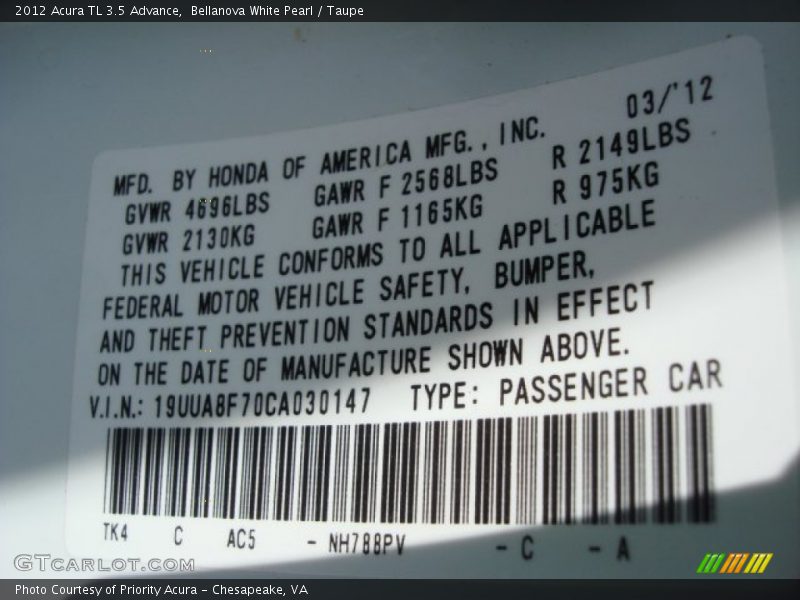 2012 Acura TL 3.5 Advance,  Bellanova White Pearl / Taupe
03/'12
MFD. BY HONDA OF AMERICA MFG., INC.
GVWR 4696LBS GAWR F 2568LBS R 2149LBS
GVWR 2130KG GAWR F 1165KG R 975KG
THIS VEHICLE CONFORMS TO ALL APPLICABLE
FEDERAL MOTOR VEHICLE SAFETY, BUMPER,
AND THEFT PREVENTION STANDARDS IN EFFECT
ON THE DATE OF MANUFACTURE SHOWN ABOVE.
V.I.N.: 19UUA8F70CA030147 TYPE: PASSENGER CAR
TK4 C AC5 - NH788PV - C - A
GTCARLOT.COM
Photo Courtesy of Priority Acura – Chesapeake, VA